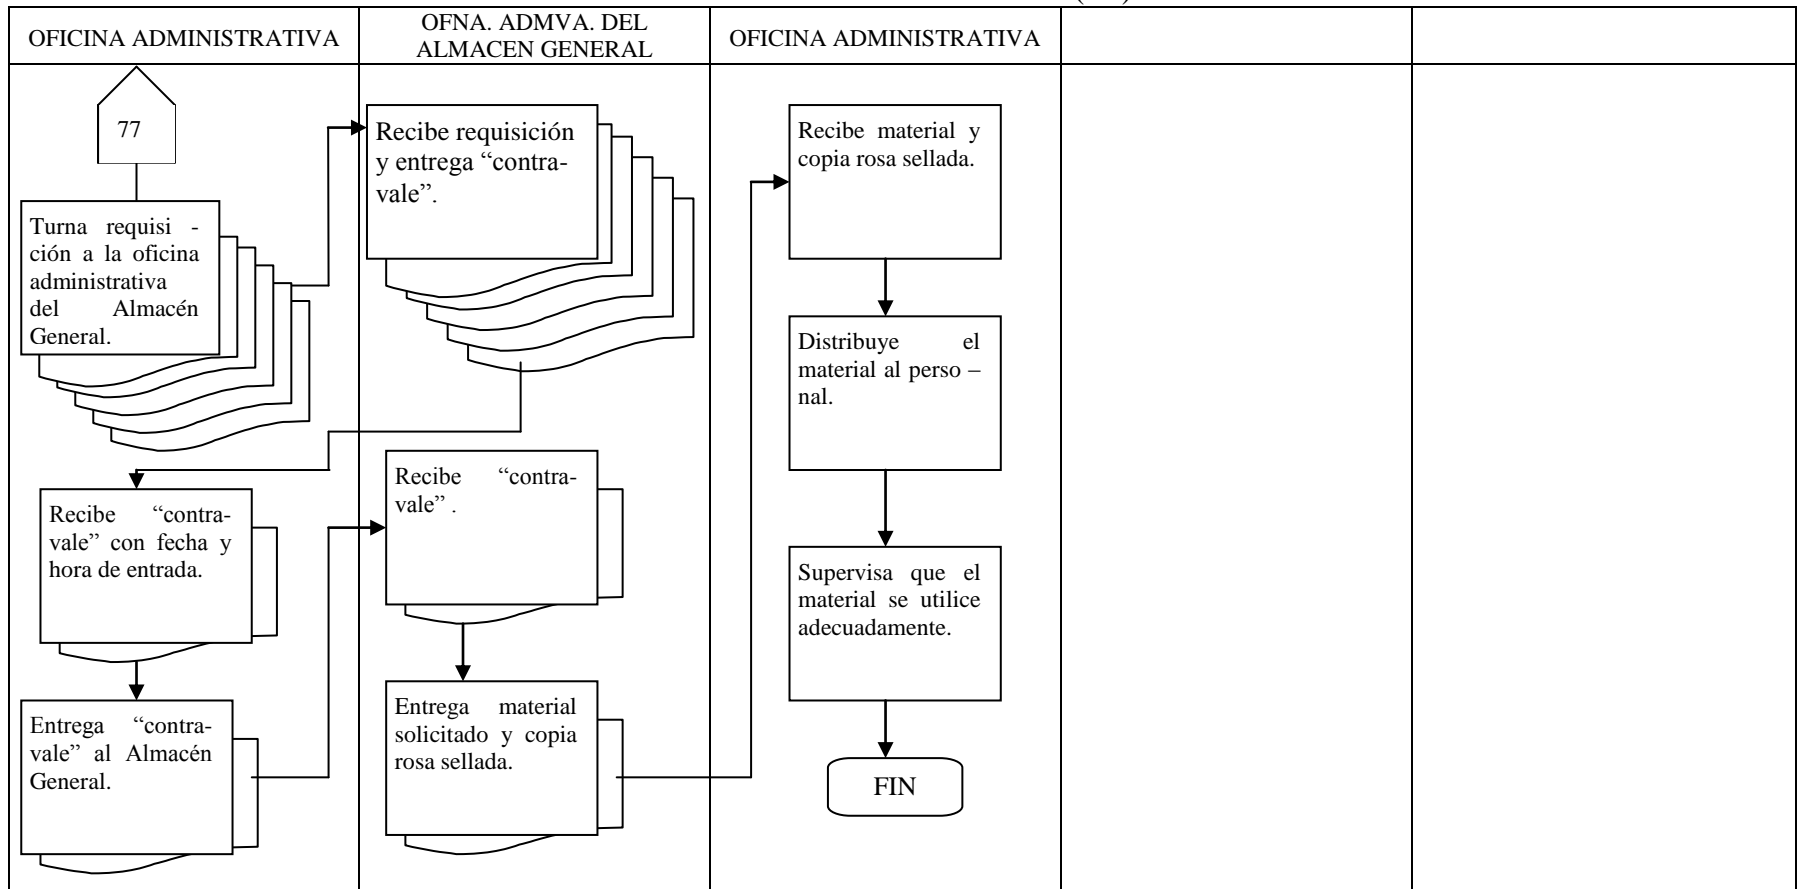 OFICINA ADMINISTRATIVA
OFNA. ADMVA. DEL
ALMACEN GENERAL
OFICINA ADMINISTRATIVA
77
Turna requisi -
ción a la oficina
administrativa
del Almacén
General.
Recibe requisición
y entrega “contra-
vale”.
Recibe “contra-
vale” con fecha y
hora de entrada.
Entrega “contra-
vale” al Almacén
General.
Recibe “contra-
vale” .
Entrega material
solicitado y copia
rosa sellada.
Recibe material y
copia rosa sellada.
Distribuye el
material al perso –
nal.
Supervisa que el
material se utilice
adecuadamente.
FIN